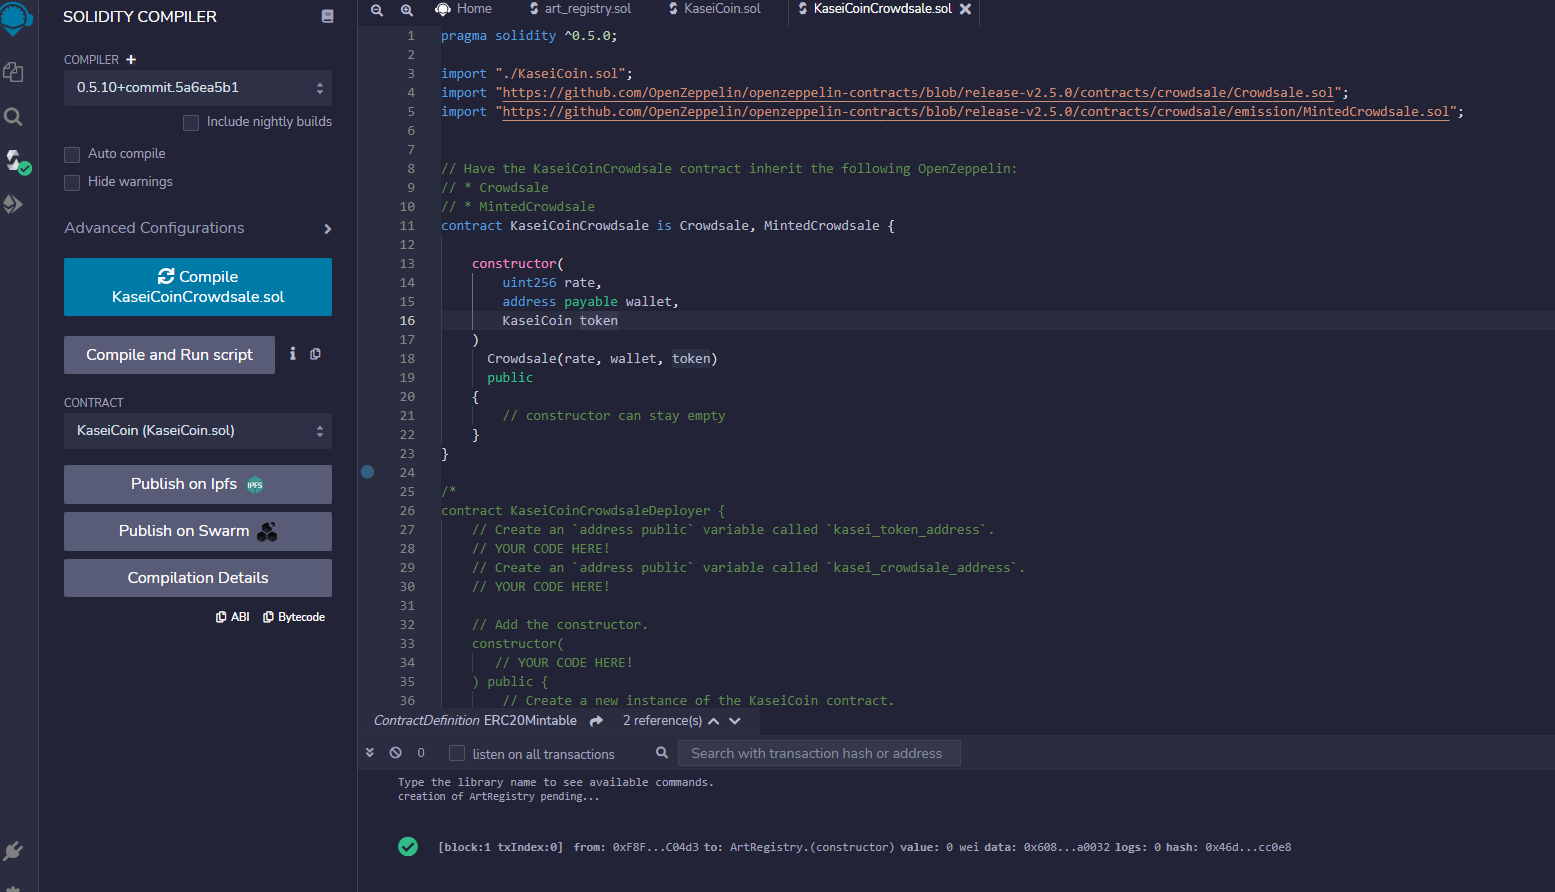 SOLIDITY COMPILER
COMPILER +
0.5.10+commit.5a6ea5b1
Include nightly builds
Auto compile
Hide warnings
Advanced Configurations
Compile
KaseiCoinCrowdsale.sol
Compile and Run script
CONTRACT
KaseiCoin (KaseiCoin.sol)
Publish on Ipfs IPFS
Publish on Swarm
Compilation Details
ABI Bytecode
Home art_registry.sol KaseiCoin.sol KaseiCoinCrowdsale.sol
1 pragma solidity ^0.5.0;
2
3 import "./KaseiCoin.sol";
4 import "https://github.com/OpenZeppelin/openzeppelin-contracts/blob/release-v2.5.0/contracts/crowdsale/Crowdsale.sol";
5 import "https://github.com/OpenZeppelin/openzeppelin-contracts/blob/release-v2.5.0/contracts/crowdsale/emission/MintedCrowdsale.sol";
6
7
8 // Have the KaseiCoinCrowdsale contract inherit the following OpenZeppelin:
9 // * Crowdsale
10 // * MintedCrowdsale
11 contract KaseiCoinCrowdsale is Crowdsale, MintedCrowdsale {
12
13 constructor(
14 uint256 rate,
15 address payable wallet,
16 KaseiCoin token
17 )
18 Crowdsale(rate, wallet, token)
19 public
20 {
21 // constructor can stay empty
22 }
23 }
24
25 /*
26 contract KaseiCoinCrowdsaleDeployer {
27 // Create an `address public` variable called `kasei_token_address`.
28 // YOUR CODE HERE!
29 // Create an `address public` variable called `kasei_crowdsale_address`.
30 // YOUR CODE HERE!
31
32 // Add the constructor.
33 constructor(
34 // YOUR CODE HERE!
35 ) public {
36 // Create a new instance of the KaseiCoin contract.
ContractDefinition ERC20Mintable 2 reference(s)
0 listen on all transactions Search with transaction hash or address
Type the library name to see available commands.
creation of ArtRegistry pending...
[block:1 txIndex:0] from: 0xF8F...C04d3 to: ArtRegistry.(constructor) value: 0 wei data: 0x608...a0032 logs: 0 hash: 0x46d...cc0e8